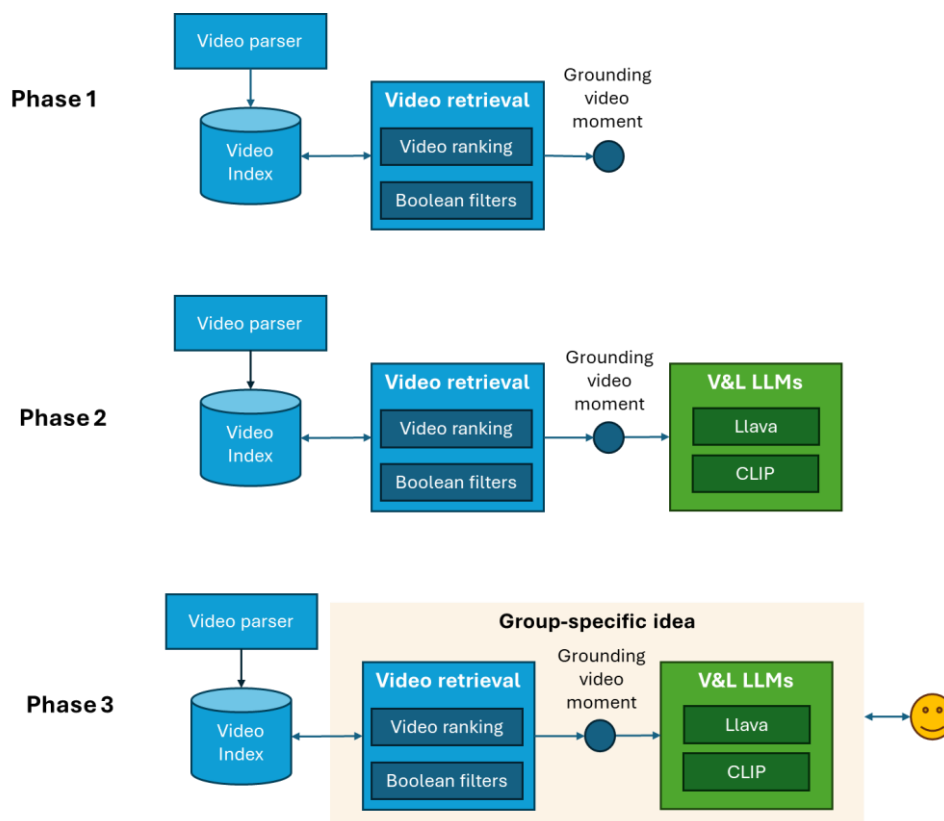 Video parser
Phase 1
Video
Index
Video retrieval
Video ranking
Boolean filters
Grounding
video
moment
Video parser
Phase 2
Video
Index
Video retrieval
Video ranking
Boolean filters
Grounding
video
moment
V&L LLMs
Llava
CLIP
Video parser
Phase 3
Video
Index
Group-specific idea
Video retrieval
Video ranking
Boolean filters
Grounding
video
moment
V&L LLMs
Llava
CLIP